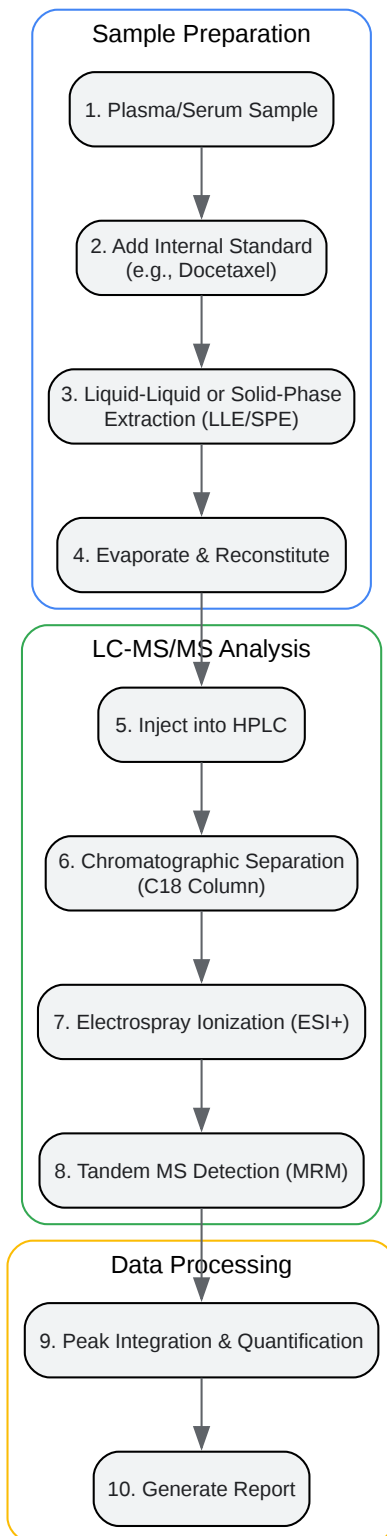 Sample Preparation
1. Plasma/Serum Sample
2. Add Internal Standard
(e.g., Docetaxel)
3. Liquid-Liquid or Solid-Phase
Extraction (LLE/SPE)
4. Evaporate & Reconstitute
LC-MS/MS Analysis
5. Inject into HPLC
6. Chromatographic Separation
(C18 Column)
7. Electrospray Ionization (ESI+)
8. Tandem MS Detection (MRM)
Data Processing
9. Peak Integration & Quantification
10. Generate Report